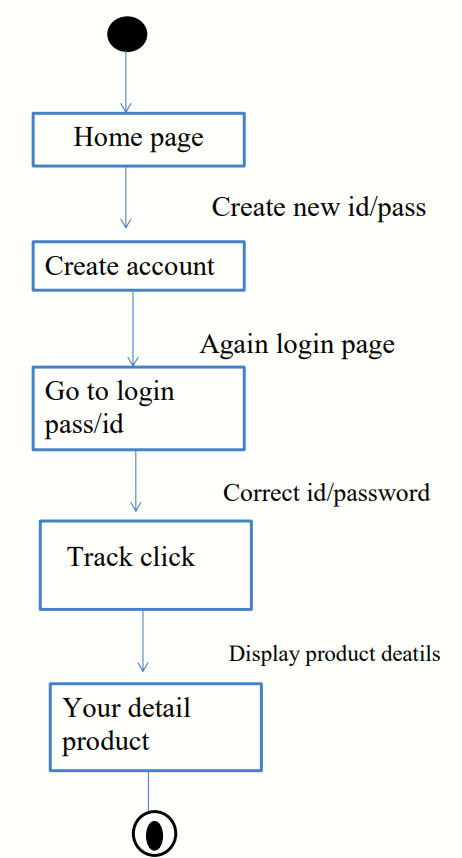 Home page
Create new id/pass
Create account
Again login page
Go to login
pass/id
Correct id/password
Track click
Display product deatils
Your detail
product